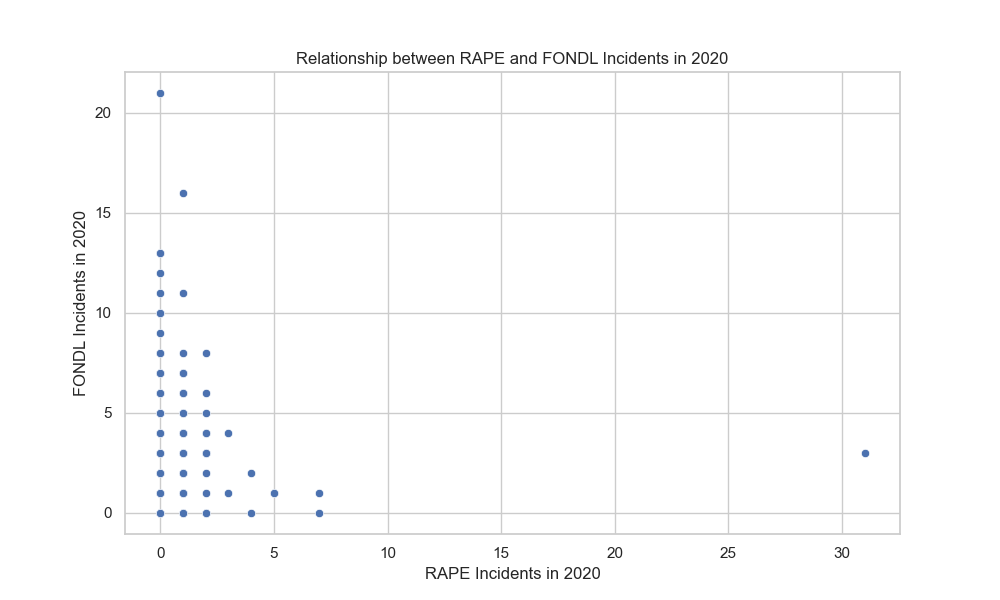 Relationship between RAPE and FONDL Incidents in 2020
20
15
10
5
0
FONDL Incidents in 2020
0 5 10 15 20 25 30
RAPE Incidents in 2020